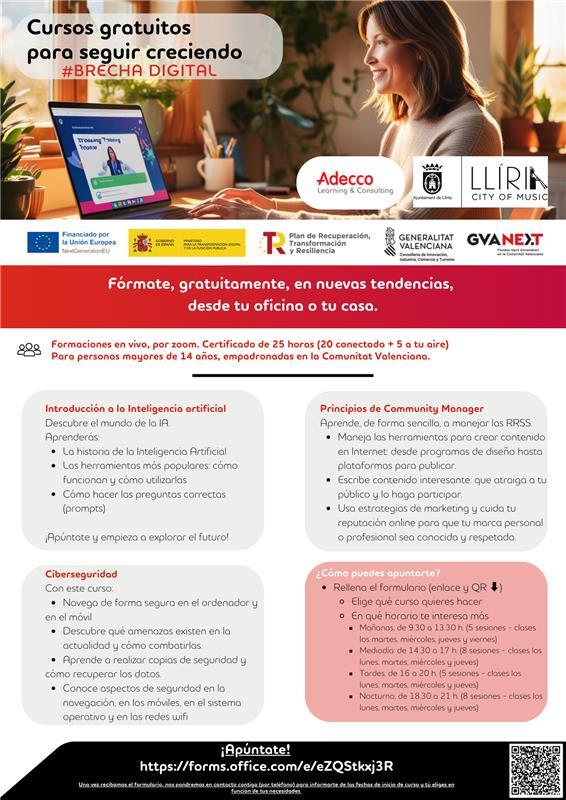 Cursos gratuitos
para seguir creciendo
#BRECHA DIGITAL
Adecco
Learning & Consulting
Ajuntament de Llíria
LLÍRIA
CITY OF MUSIC
Financiado por
la Unión Europea
NextGenerationEU
GOBIERNO
DE ESPAÑA
MINISTERIO
PARA LA TRANSFORMACIÓN DIGITAL
Y DE LA FUNCIÓN PÚBLICA
Plan de Recuperación,
Transformación
y Resiliencia
GENERALITAT
VALENCIANA
Conselleria de Innovación,
Industria, Comercio y Turismo
GVANEXT
Fondos Next Generation
en la Comunitat Valenciana
Fórmate, gratuitamente, en nuevas tendencias,
desde tu oficina o tu casa.
Formaciones en vivo, por zoom. Certificado de 25 horas (20 conectado + 5 a tu aire)
Para personas mayores de 14 años, empadronadas en la Comunitat Valenciana.
Introducción a la Inteligencia artificial
Descubre el mundo de la IA.
Aprenderás:
• La historia de la Inteligencia Artificial
• Las herramientas más populares: cómo
funcionan y cómo utilizarlas
• Cómo hacer las preguntas correctas
(prompts)
¡Apúntate y empieza a explorar el futuro!
Principios de Community Manager
Aprende, de forma sencilla, a manejar las RRSS.
• Maneja las herramientas para crear contenido
en Internet: desde programas de diseño hasta
plataformas para publicar.
• Escribe contenido interesante: que atraiga a tu
público y lo haga participar.
• Usa estrategias de marketing y cuida tu
reputación online para que tu marca personal
o profesional sea conocida y respetada.
Ciberseguridad
Con este curso:
• Navega de forma segura en el ordenador y
en el móvil
• Descubre qué amenazas existen en la
actualidad y cómo combatirlas.
• Aprende a realizar copias de seguridad y
cómo recuperar los datos.
• Conoce aspectos de seguridad en la
navegación, en los móviles, en el sistema
operativo y en las redes wifi
¿Cómo puedes apuntarte?
• Rellena el formulario (enlace y QR ⬇)
Elige qué curso quieres hacer
En qué horario te interesa más
Mañanas, de 9.30 a 13.30 h. (5 sesiones - clases
los martes, miércoles, jueves y viernes)
Mediodía: de 14.30 a 17 h. (8 sesiones - clases los
lunes, martes, miércoles y jueves)
Tardes, de 16 a 20 h. (5 sesiones - clases los
lunes, martes, miércoles y jueves)
Nocturno, de 18.30 a 21 h. (8 sesiones - clases los
lunes, martes, miércoles y jueves)
¡Apúntate!
https://forms.office.com/e/eZQStkxj3R
Una vez recibamos el formulario, nos pondremos en contacto contigo (por teléfono) para informarte de las fechas de inicio de curso y tú eliges en
función de tus necesidades